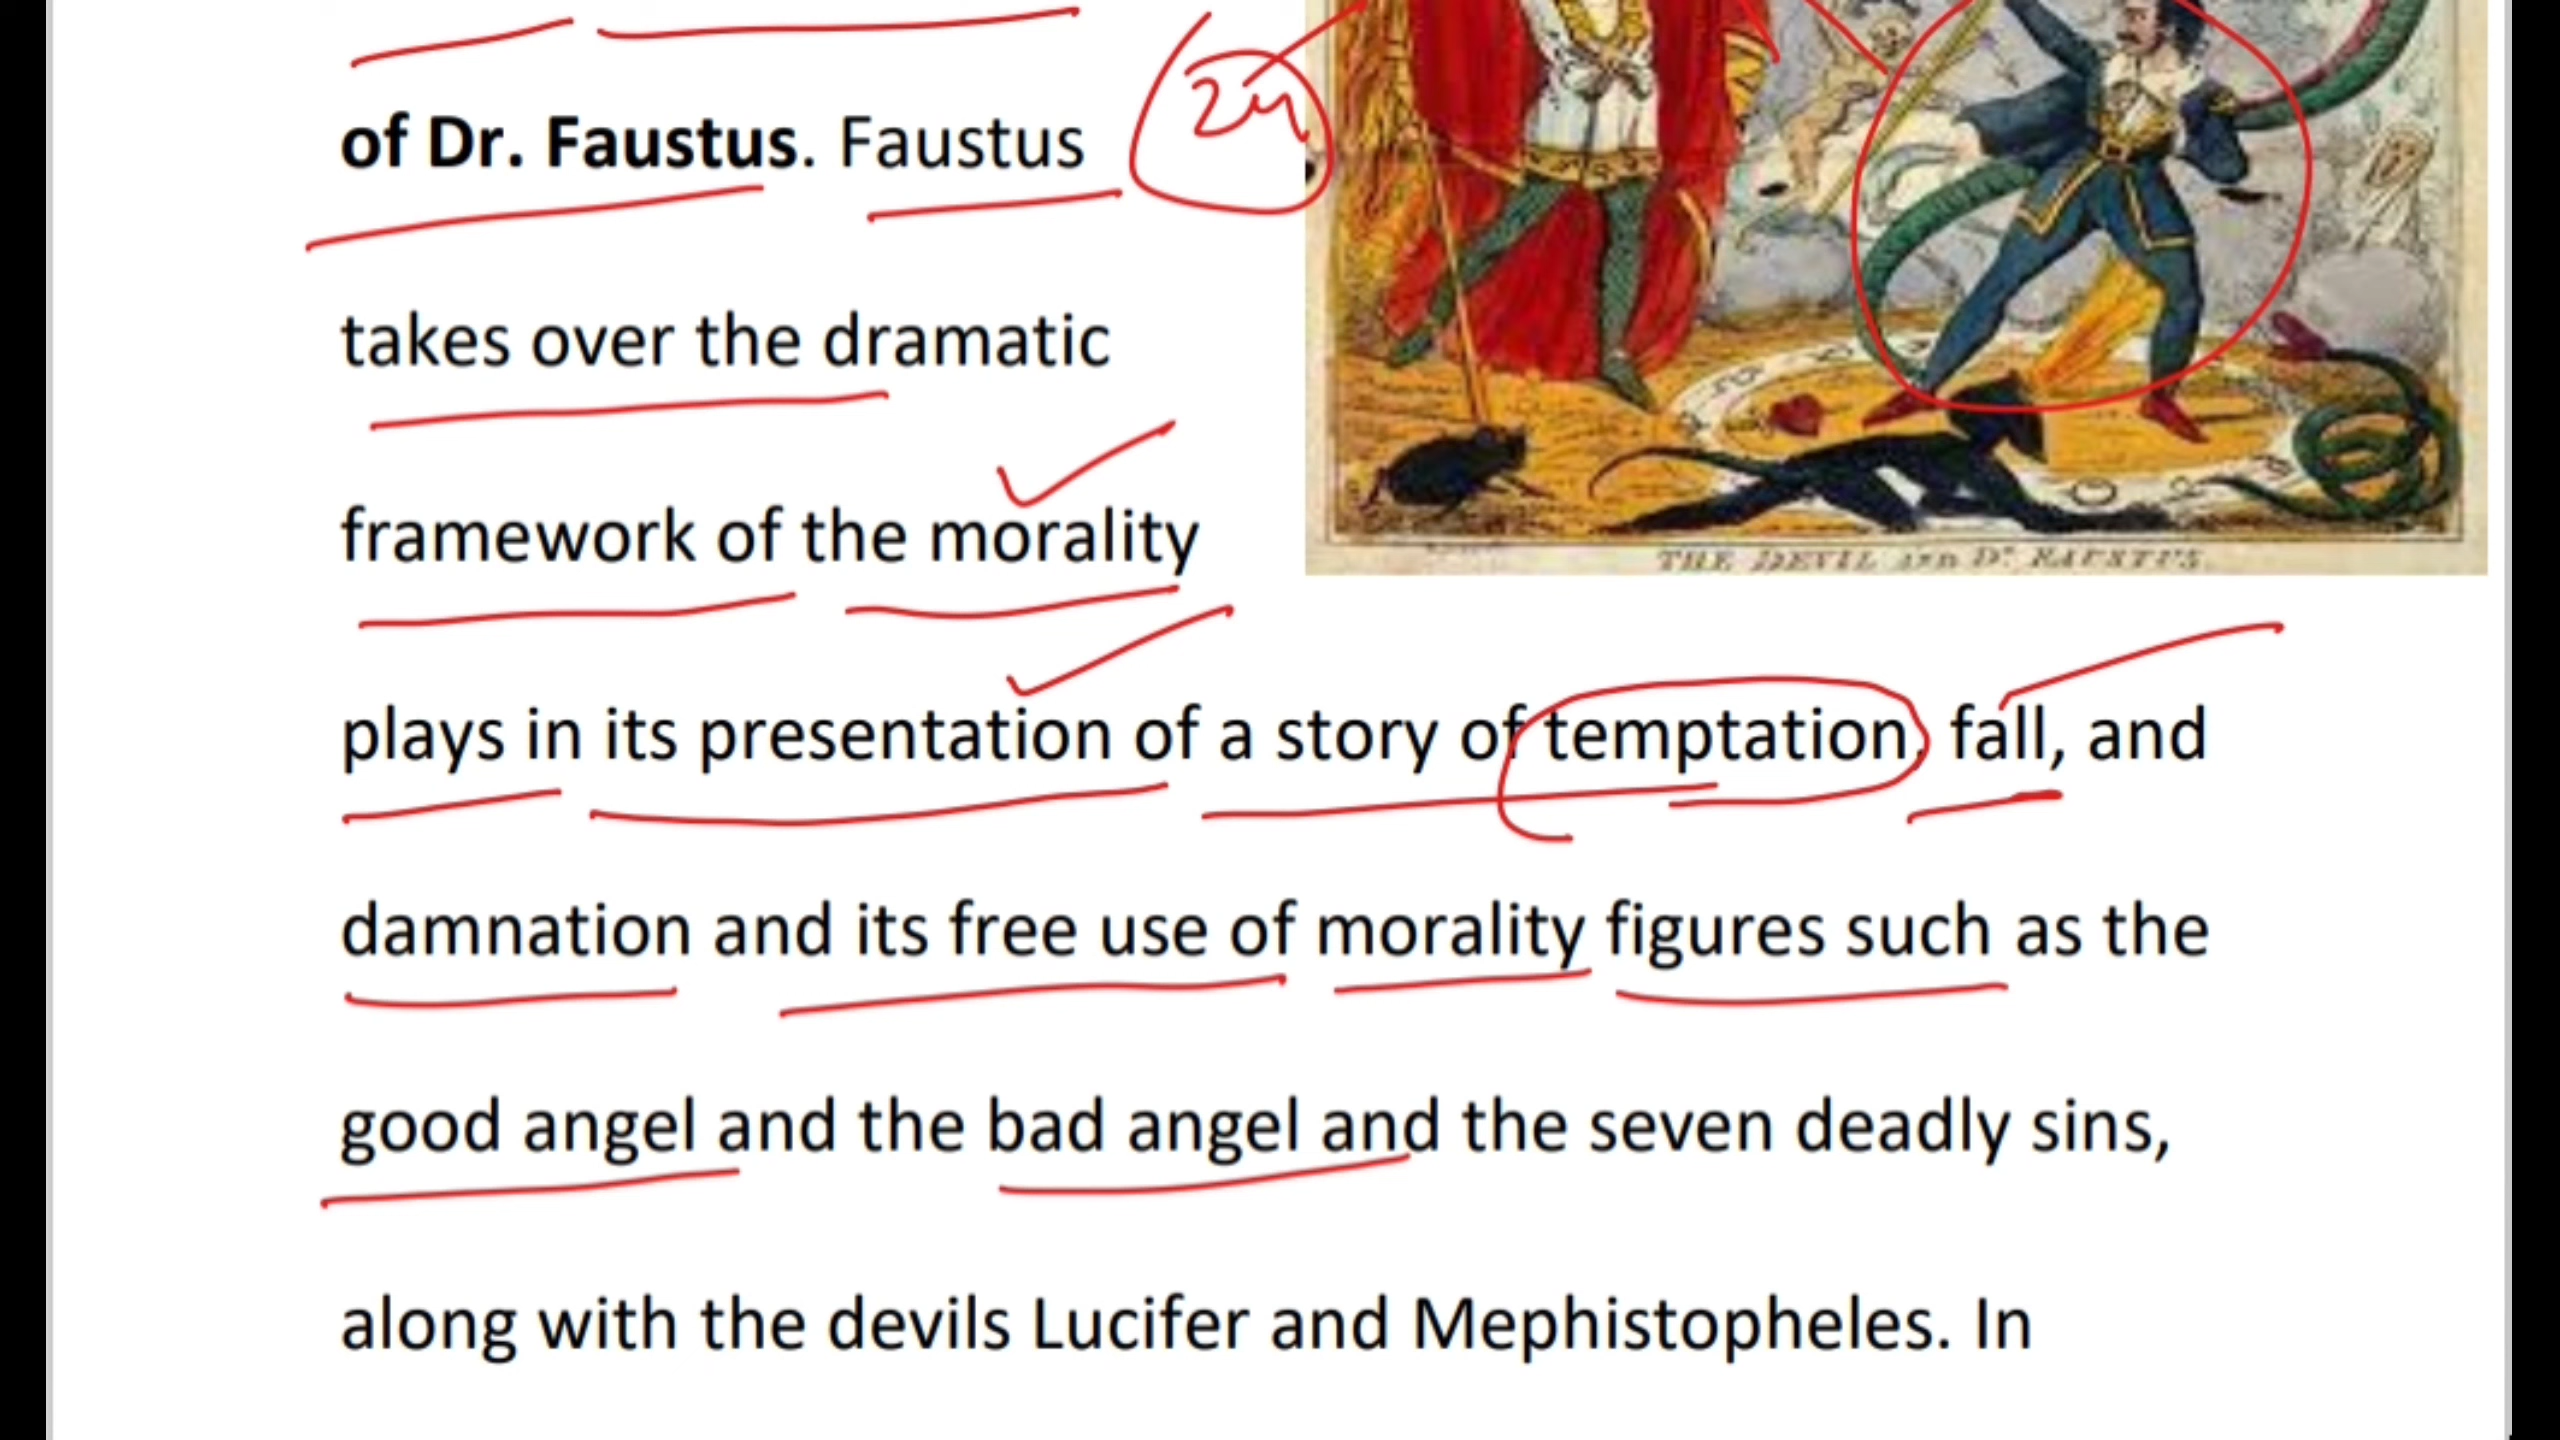 of Dr. Faustus. Faustus
24
takes over the dramatic
framework of the morality
THE DEVIL AND Dr. FAUSTUS.
plays in its presentation of a story of temptation, fall, and
damnation and its free use of morality figures such as the
good angel and the bad angel and the seven deadly sins,
along with the devils Lucifer and Mephistopheles. In